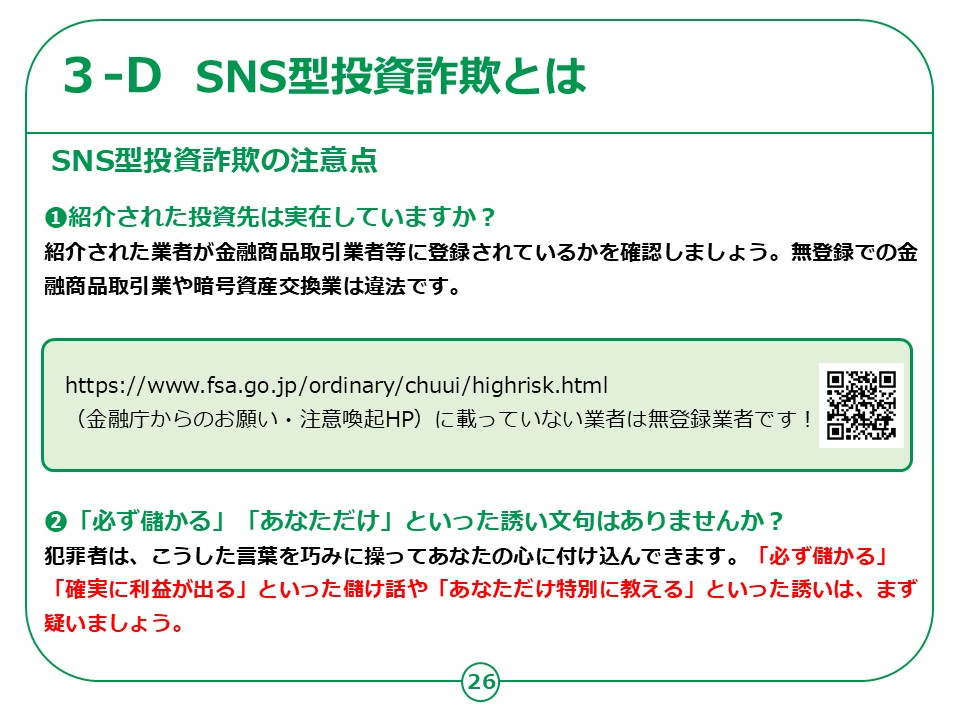 ３-D SNS型投資詐欺とは
SNS型投資詐欺の注意点
❶紹介された投資先は実在していますか？
紹介された業者が金融商品取引業者等に登録されているかを確認しましょう。無登録での金
融商品取引業や暗号資産交換業は違法です。
https://www.fsa.go.jp/ordinary/chuui/highrisk.html
（金融庁からのお願い・注意喚起HP）に載っていない業者は無登録業者です！
❷「必ず儲かる」「あなただけ」といった誘い文句はありませんか？
犯罪者は、こうした言葉を巧みに操ってあなたの心に付け込んできます。「必ず儲かる」
「確実に利益が出る」といった儲け話や「あなただけ特別に教える」といった誘いは、まず
疑いましょう。
26